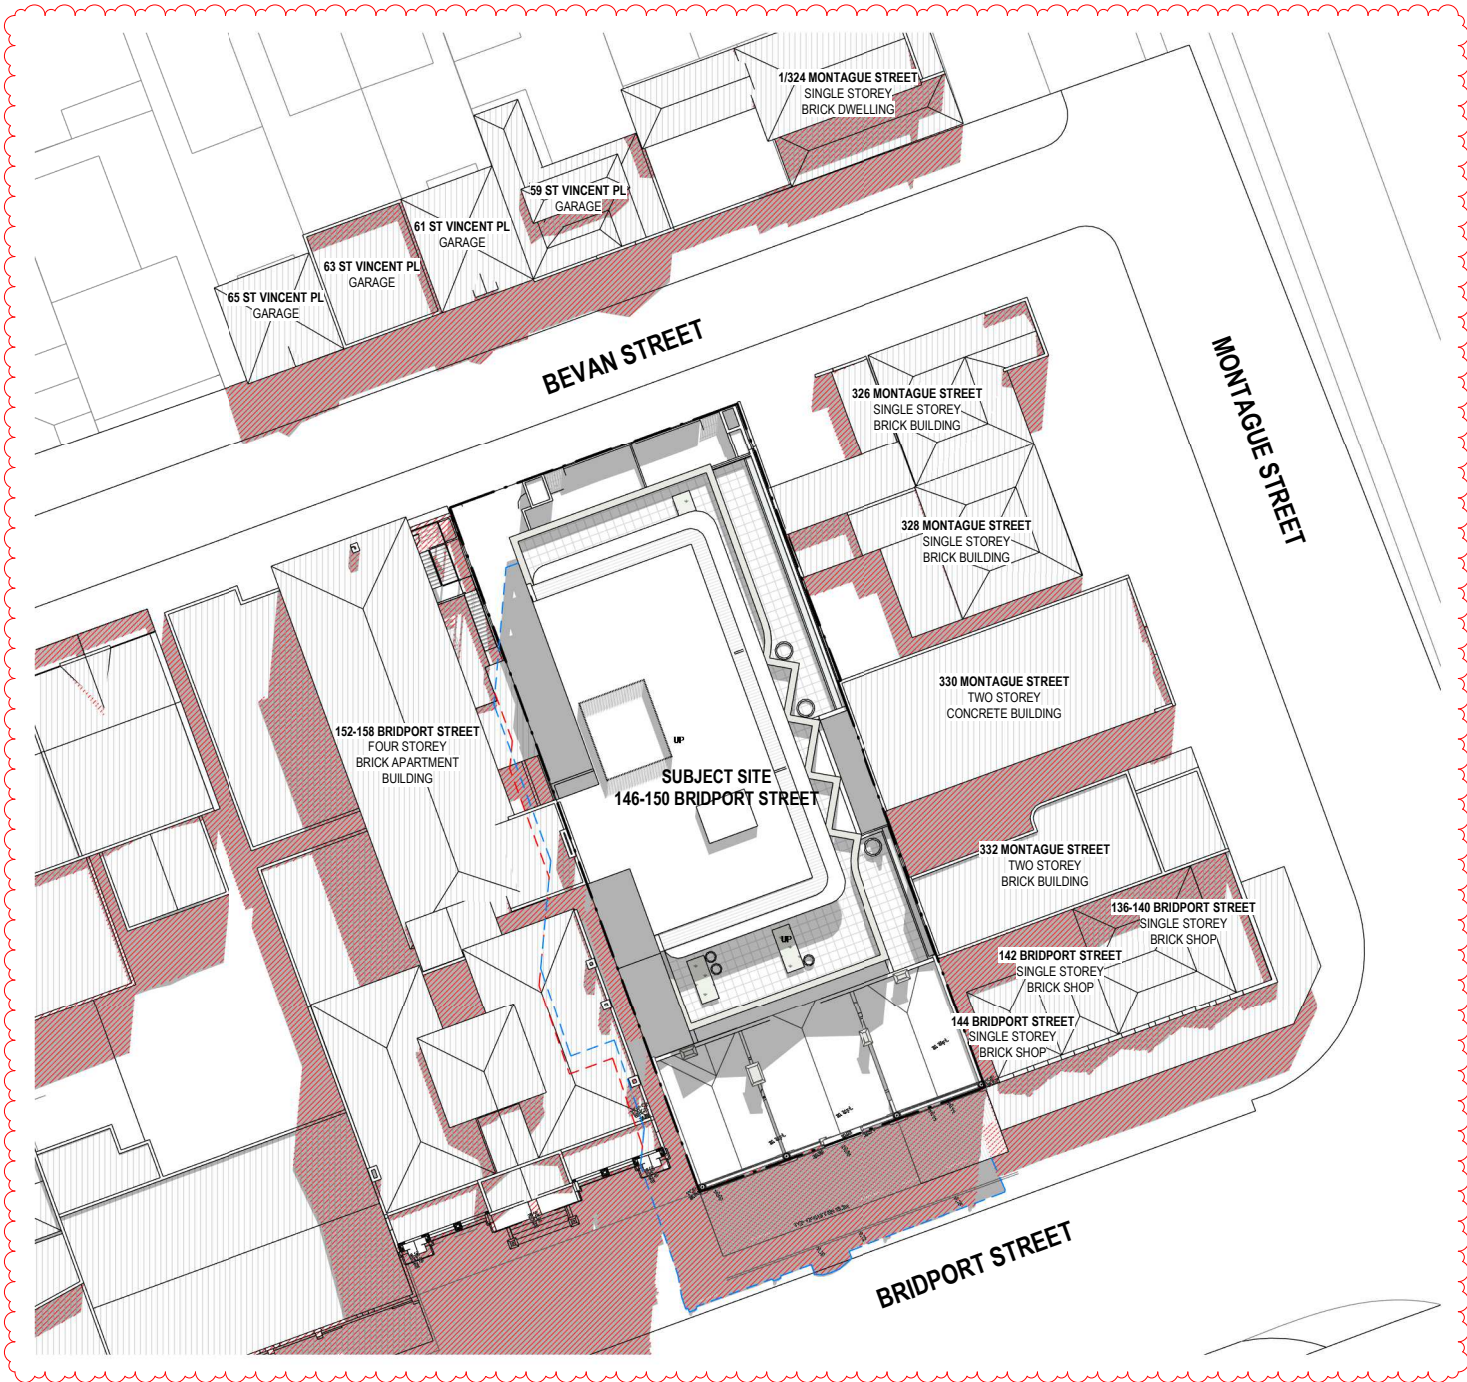 1/324 MONTAGUE STREET
SINGLE STOREY
BRICK DWELLING
59 ST VINCENT PL
GARAGE
61 ST VINCENT PL
GARAGE
63 ST VINCENT PL
GARAGE
65 ST VINCENT PL
GARAGE
BEVAN STREET
MONTAGUE STREET
326 MONTAGUE STREET
SINGLE STOREY
BRICK BUILDING
328 MONTAGUE STREET
SINGLE STOREY
BRICK BUILDING
330 MONTAGUE STREET
TWO STOREY
CONCRETE BUILDING
152-158 BRIDPORT STREET
FOUR STOREY
BRICK APARTMENT
BUILDING
UP
SUBJECT SITE
146-150 BRIDPORT STREET
332 MONTAGUE STREET
TWO STOREY
BRICK BUILDING
136-140 BRIDPORT STREET
SINGLE STOREY
BRICK SHOP
UP
142 BRIDPORT STREET
SINGLE STOREY
BRICK SHOP
144 BRIDPORT STREET
SINGLE STOREY
BRICK SHOP
BRIDPORT STREET